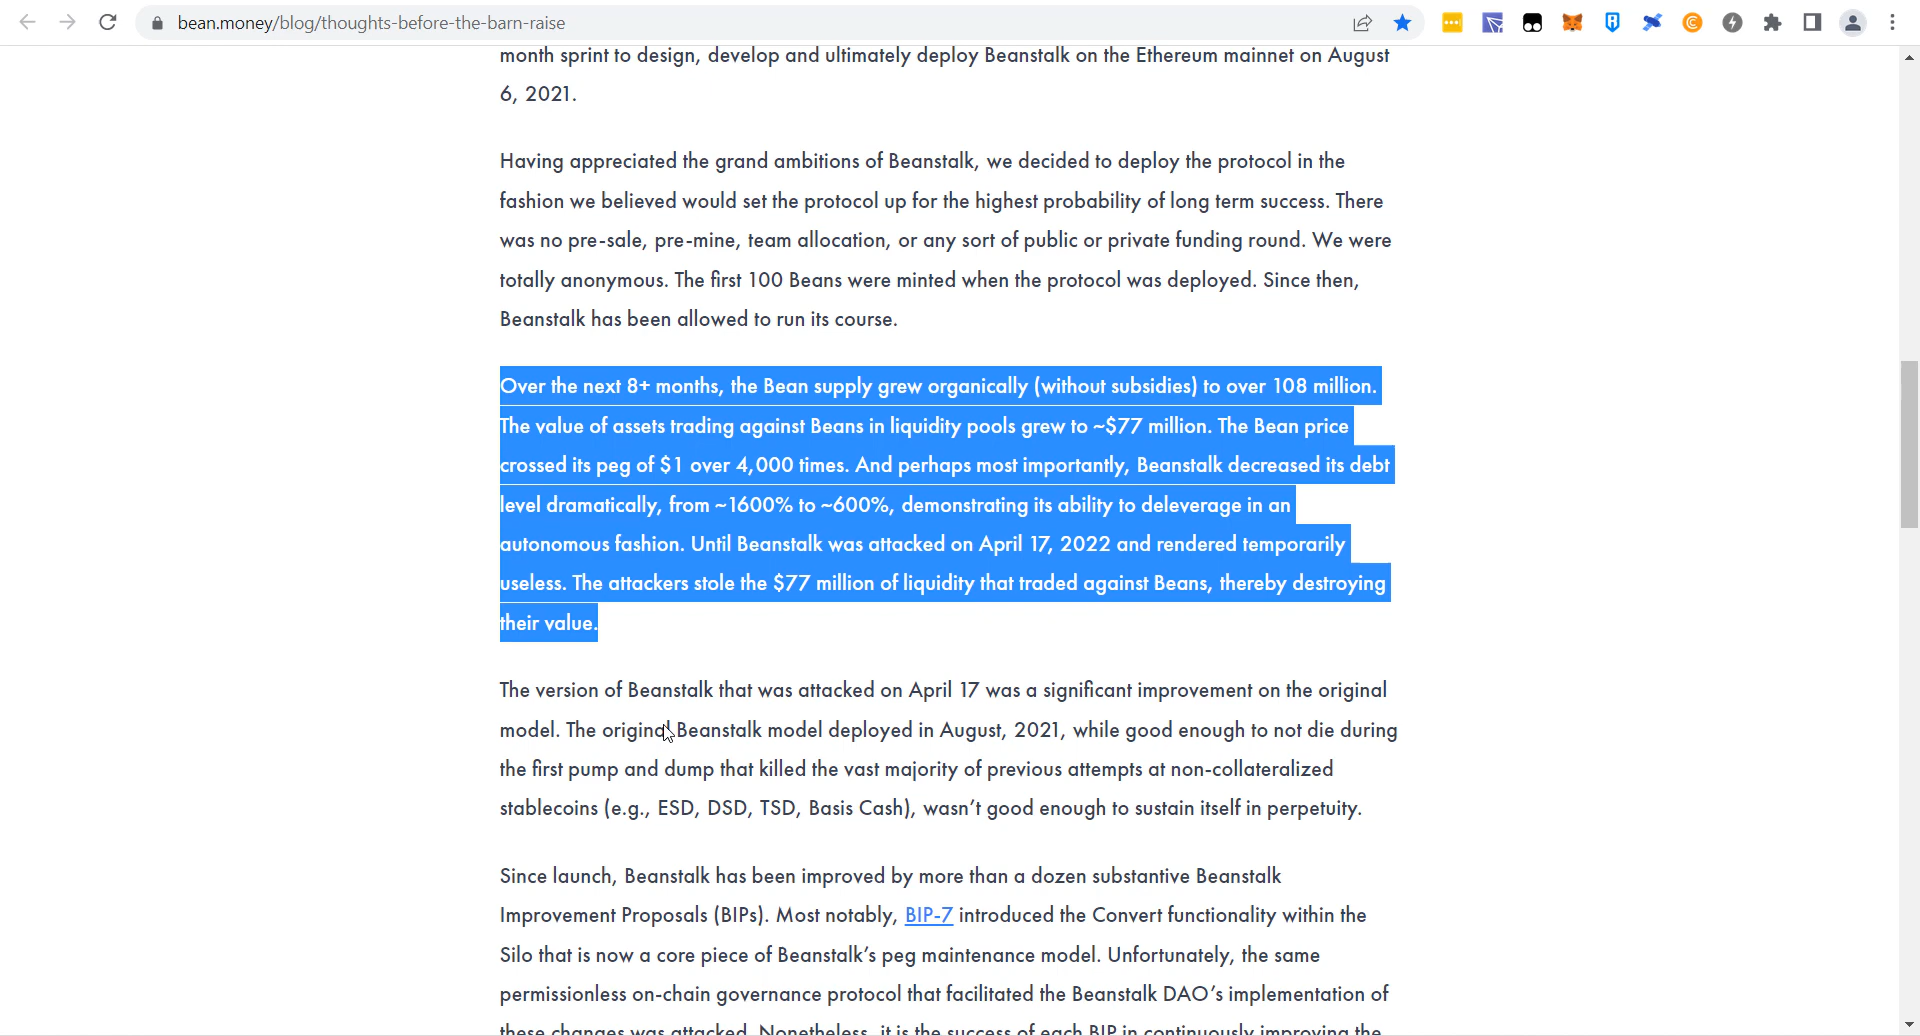 bean.money/blog/thoughts-before-the-barn-raise
month sprint to design, develop and ultimately deploy Beanstalk on the Ethereum mainnet on August
6, 2021.
Having appreciated the grand ambitions of Beanstalk, we decided to deploy the protocol in the
fashion we believed would set the protocol up for the highest probability of long term success. There
was no pre-sale, pre-mine, team allocation, or any sort of public or private funding round. We were
totally anonymous. The first 100 Beans were minted when the protocol was deployed. Since then,
Beanstalk has been allowed to run its course.
Over the next 8+ months, the Bean supply grew organically (without subsidies) to over 108 million.
The value of assets trading against Beans in liquidity pools grew to ~$77 million. The Bean price
crossed its peg of $1 over 4,000 times. And perhaps most importantly, Beanstalk decreased its debt
level dramatically, from ~1600% to ~600%, demonstrating its ability to deleverage in an
autonomous fashion. Until Beanstalk was attacked on April 17, 2022 and rendered temporarily
useless. The attackers stole the $77 million of liquidity that traded against Beans, thereby destroying
their value.
The version of Beanstalk that was attacked on April 17 was a significant improvement on the original
model. The original Beanstalk model deployed in August, 2021, while good enough to not die during
the first pump and dump that killed the vast majority of previous attempts at non-collateralized
stablecoins (e.g., ESD, DSD, TSD, Basis Cash), wasn’t good enough to sustain itself in perpetuity.
Since launch, Beanstalk has been improved by more than a dozen substantive Beanstalk
Improvement Proposals (BIPs). Most notably, BIP-7 introduced the Convert functionality within the
Silo that is now a core piece of Beanstalk’s peg maintenance model. Unfortunately, the same
permissionless on-chain governance protocol that facilitated the Beanstalk DAO’s implementation of
these changes was attacked. Nonetheless, it is the success of each BIP in continuously improving the